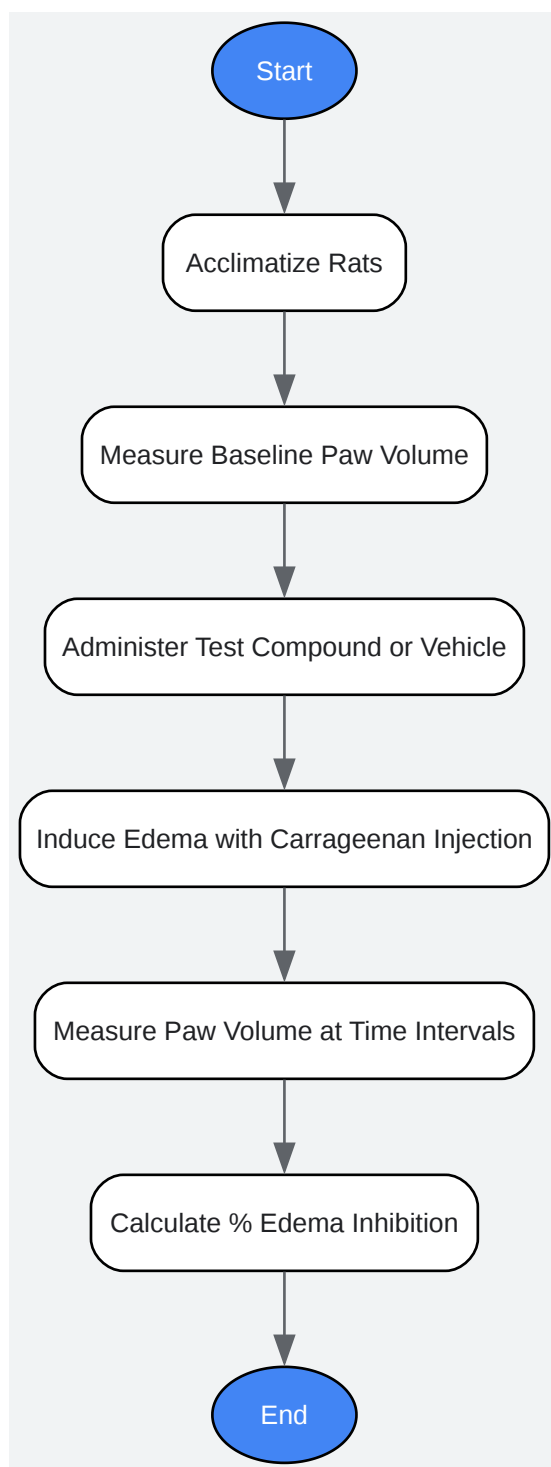 Start
Acclimatize Rats
Measure Baseline Paw Volume
Administer Test Compound or Vehicle
Induce Edema with Carrageenan Injection
Measure Paw Volume at Time Intervals
Calculate % Edema Inhibition
End